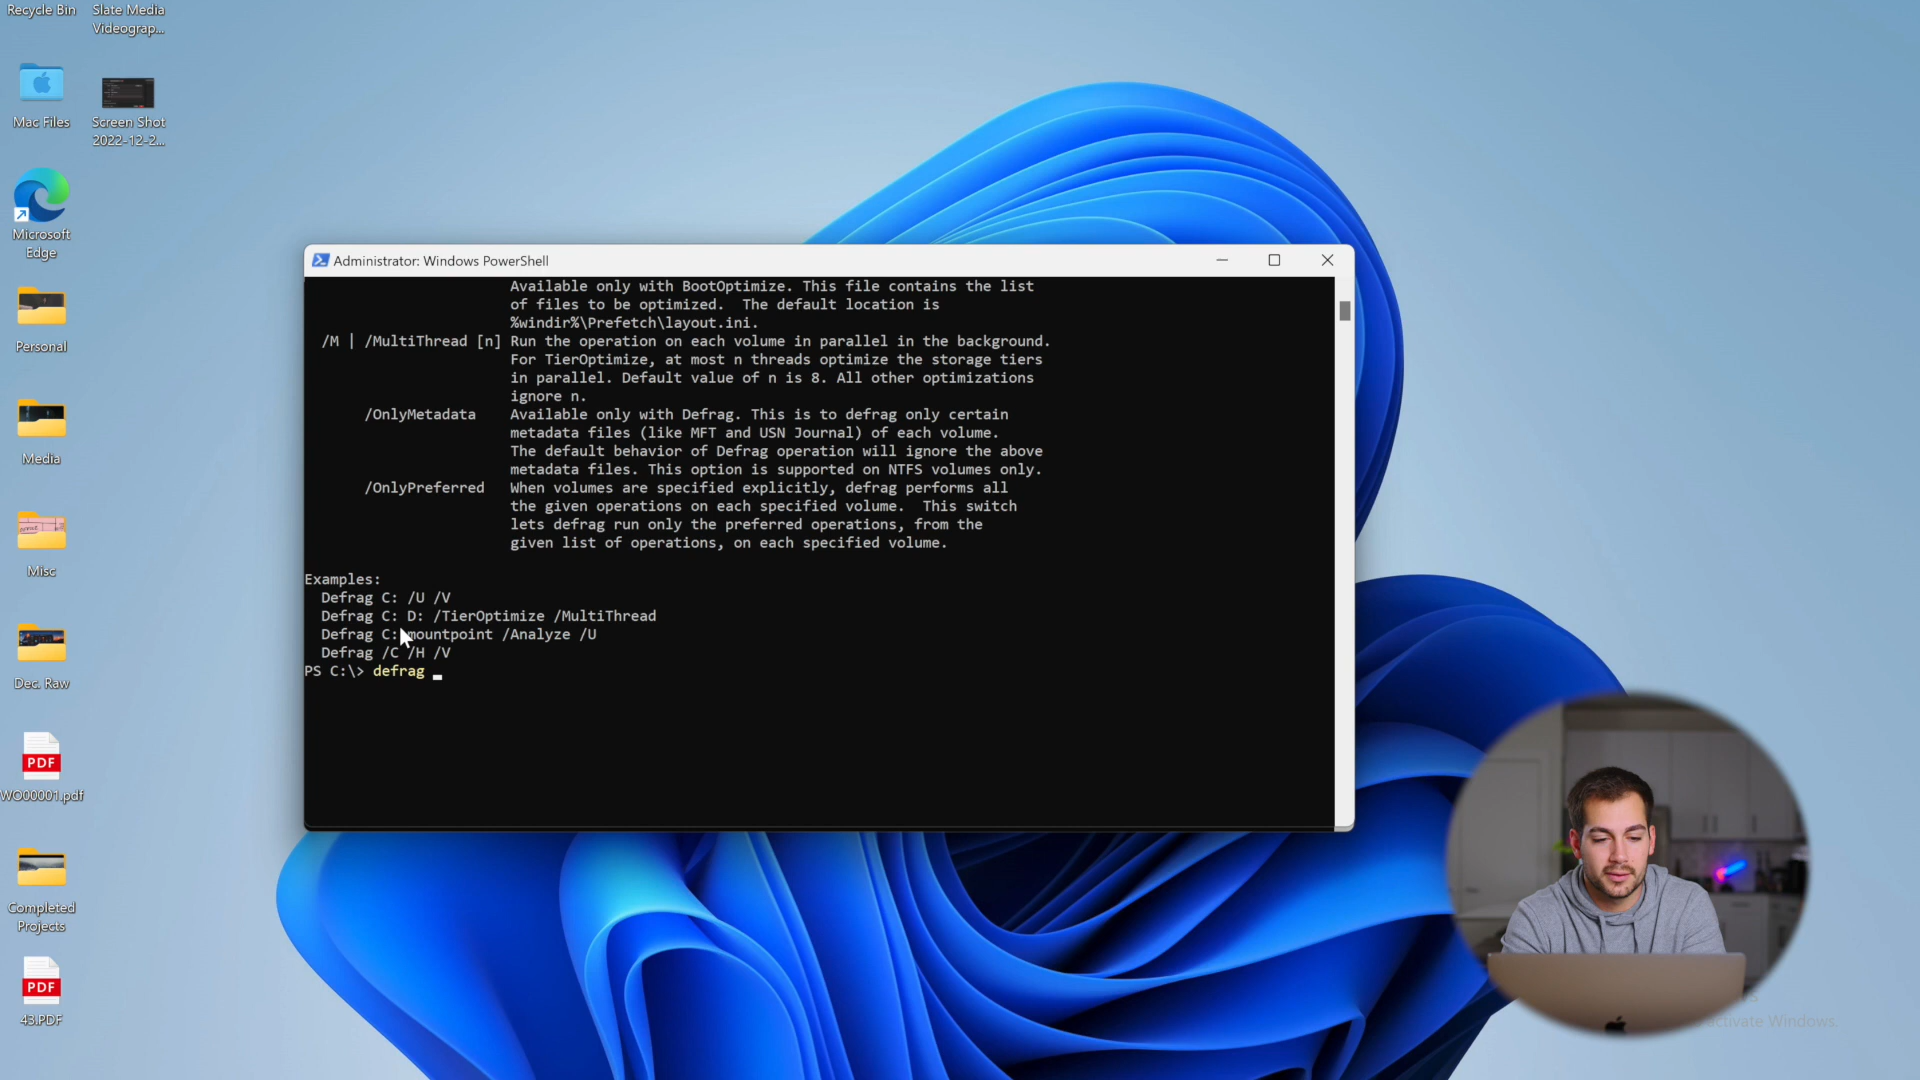 Recycle Bin
Slate Media
Videograp...
Mac Files
Screen Shot
2022-12-2...
Microsoft
Edge
Personal
Media
Misc
Dec. Raw
PDF
WO00001.pdf
Completed
Projects
PDF
43.PDF
Administrator: Windows PowerShell
Available only with BootOptimize. This file contains the list
of files to be optimized.  The default location is
%windir%\Prefetch\layout.ini.
/M | /MultiThread [n] Run the operation on each volume in parallel in the background.
For TierOptimize, at most n threads optimize the storage tiers
in parallel. Default value of n is 8. All other optimizations
ignore n.
/OnlyMetadata Available only with Defrag. This is to defrag only certain
metadata files (like MFT and USN Journal) of each volume.
The default behavior of Defrag operation will ignore the above
metadata files. This option is supported on NTFS volumes only.
/OnlyPreferred When volumes are specified explicitly, defrag performs all
the given operations on each specified volume.  This switch
lets defrag run only the preferred operations, from the
given list of operations, on each specified volume.
Examples:
Defrag C: /U /V
Defrag C: D: /TierOptimize /MultiThread
Defrag C:\mountpoint /Analyze /U
Defrag /C /H /V
PS C:\> defrag
activate Windows.